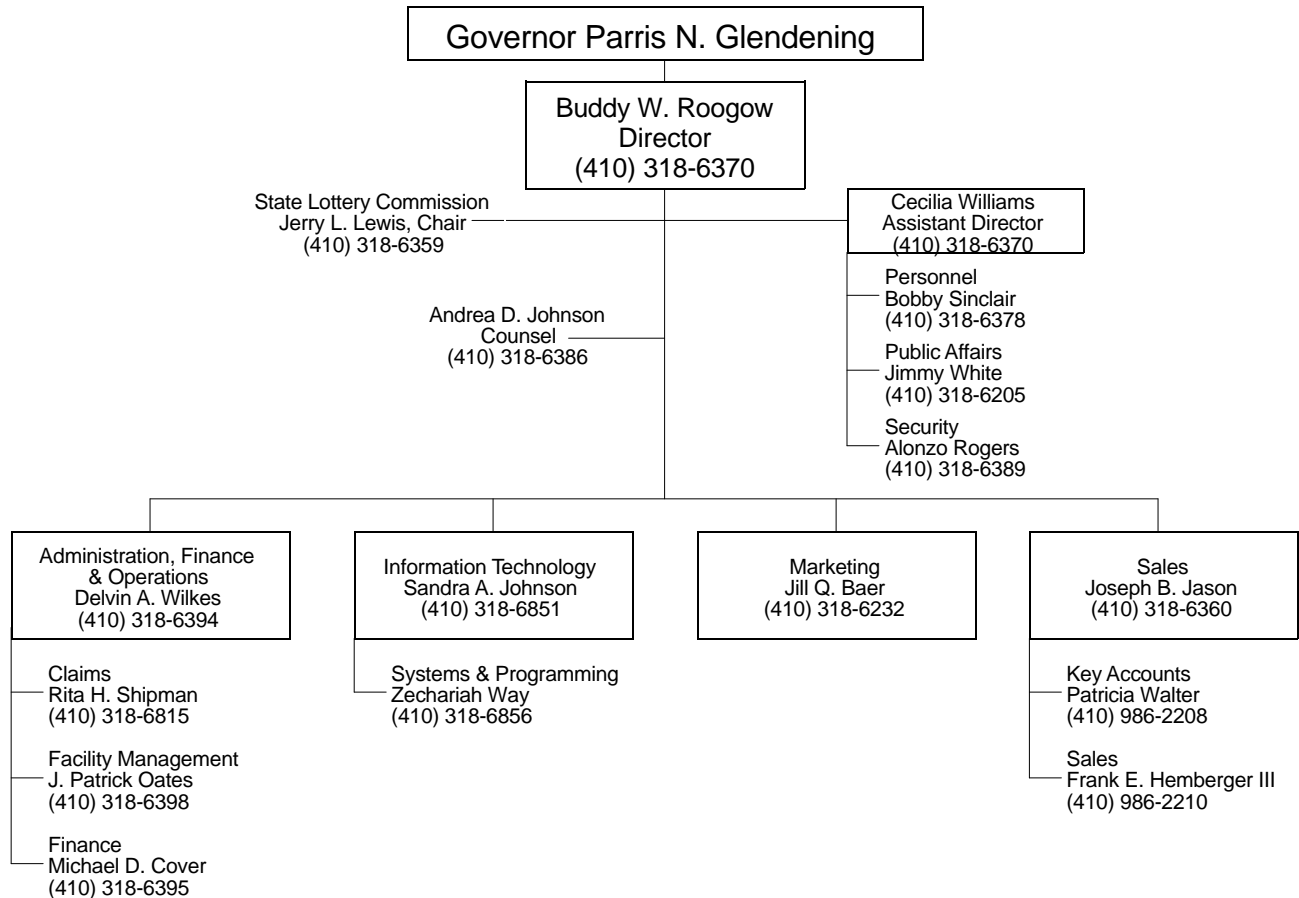 Governor Parris N. Glendening
Buddy W. Roogow
Director
(410) 318-6370
State Lottery Commission
Jerry L. Lewis, Chair
(410) 318-6359
Cecilia Williams
Assistant Director
(410) 318-6370
Personnel
Bobby Sinclair
(410) 318-6378
Public Affairs
Jimmy White
(410) 318-6205
Security
Alonzo Rogers
(410) 318-6389
Andrea D. Johnson
Counsel
(410) 318-6386
Administration, Finance
& Operations
Delvin A. Wilkes
(410) 318-6394
Claims
Rita H. Shipman
(410) 318-6815
Facility Management
J. Patrick Oates
(410) 318-6398
Finance
Michael D. Cover
(410) 318-6395
Information Technology
Sandra A. Johnson
(410) 318-6851
Systems & Programming
Zechariah Way
(410) 318-6856
Marketing
Jill Q. Baer
(410) 318-6232
Sales
Joseph B. Jason
(410) 318-6360
Key Accounts
Patricia Walter
(410) 986-2208
Sales
Frank E. Hemberger III
(410) 986-2210